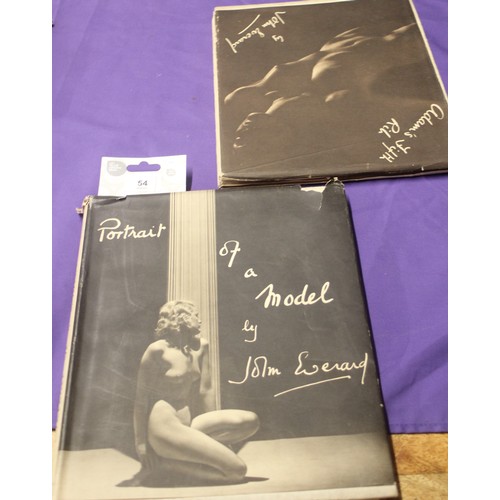 by
John Everard
Adam's Fifth
Rib
54
Portrait
of
a
Model
by
John Everard